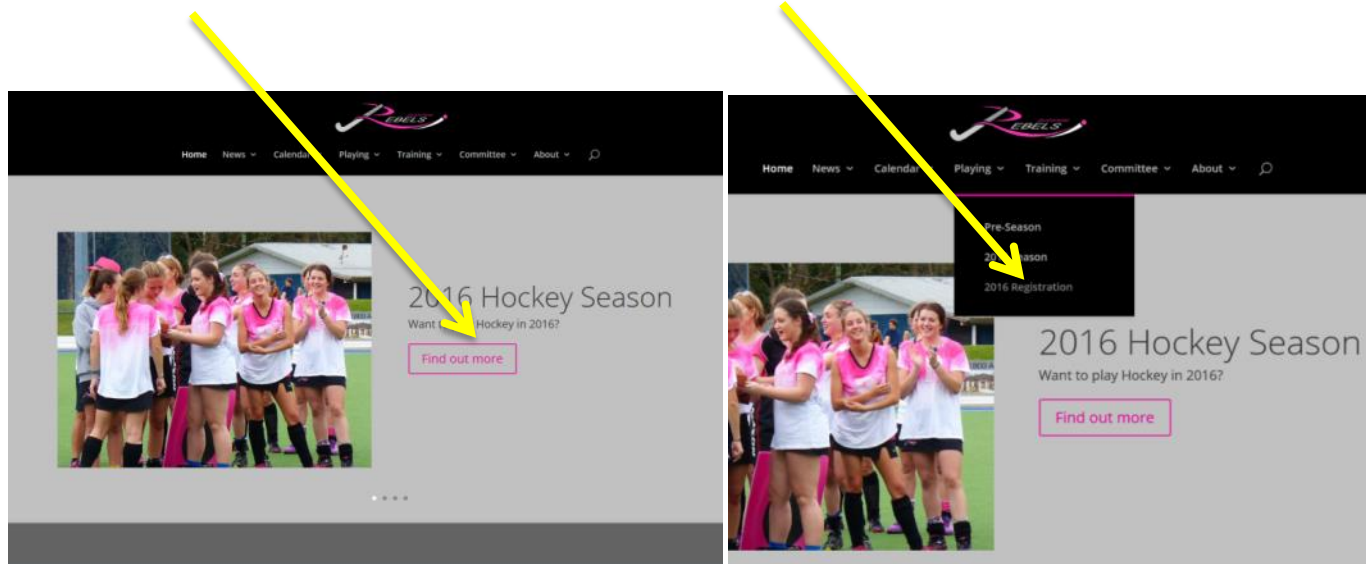 REBELS
Home News Calendar Playing Training Committee About
2016 Hockey Season
Want Hockey in 2016?
Find out more
REBELS
Home News Calendar Playing Training Committee About
Pre-Season
2016 Registration
2016 Hockey Season
Want to play Hockey in 2016?
Find out more